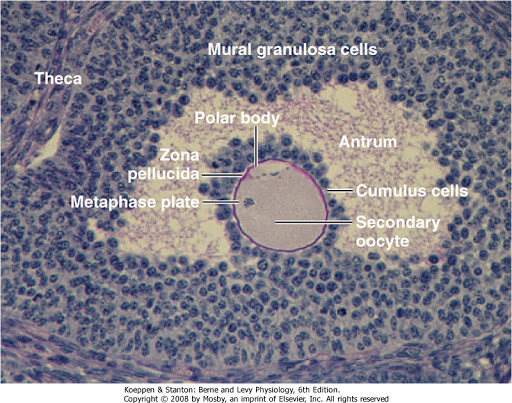 Mural granulosa cells
Theca
Polar body
Antrum
Zona
pellucida
Cumulus cells
Metaphase plate
Secondary
oocyte
Koeppen & Stanton: Berne and Levy Physiology, 6th Edition.
Copyright © 2008 by Mosby, an imprint of Elsevier, Inc. All rights reserved